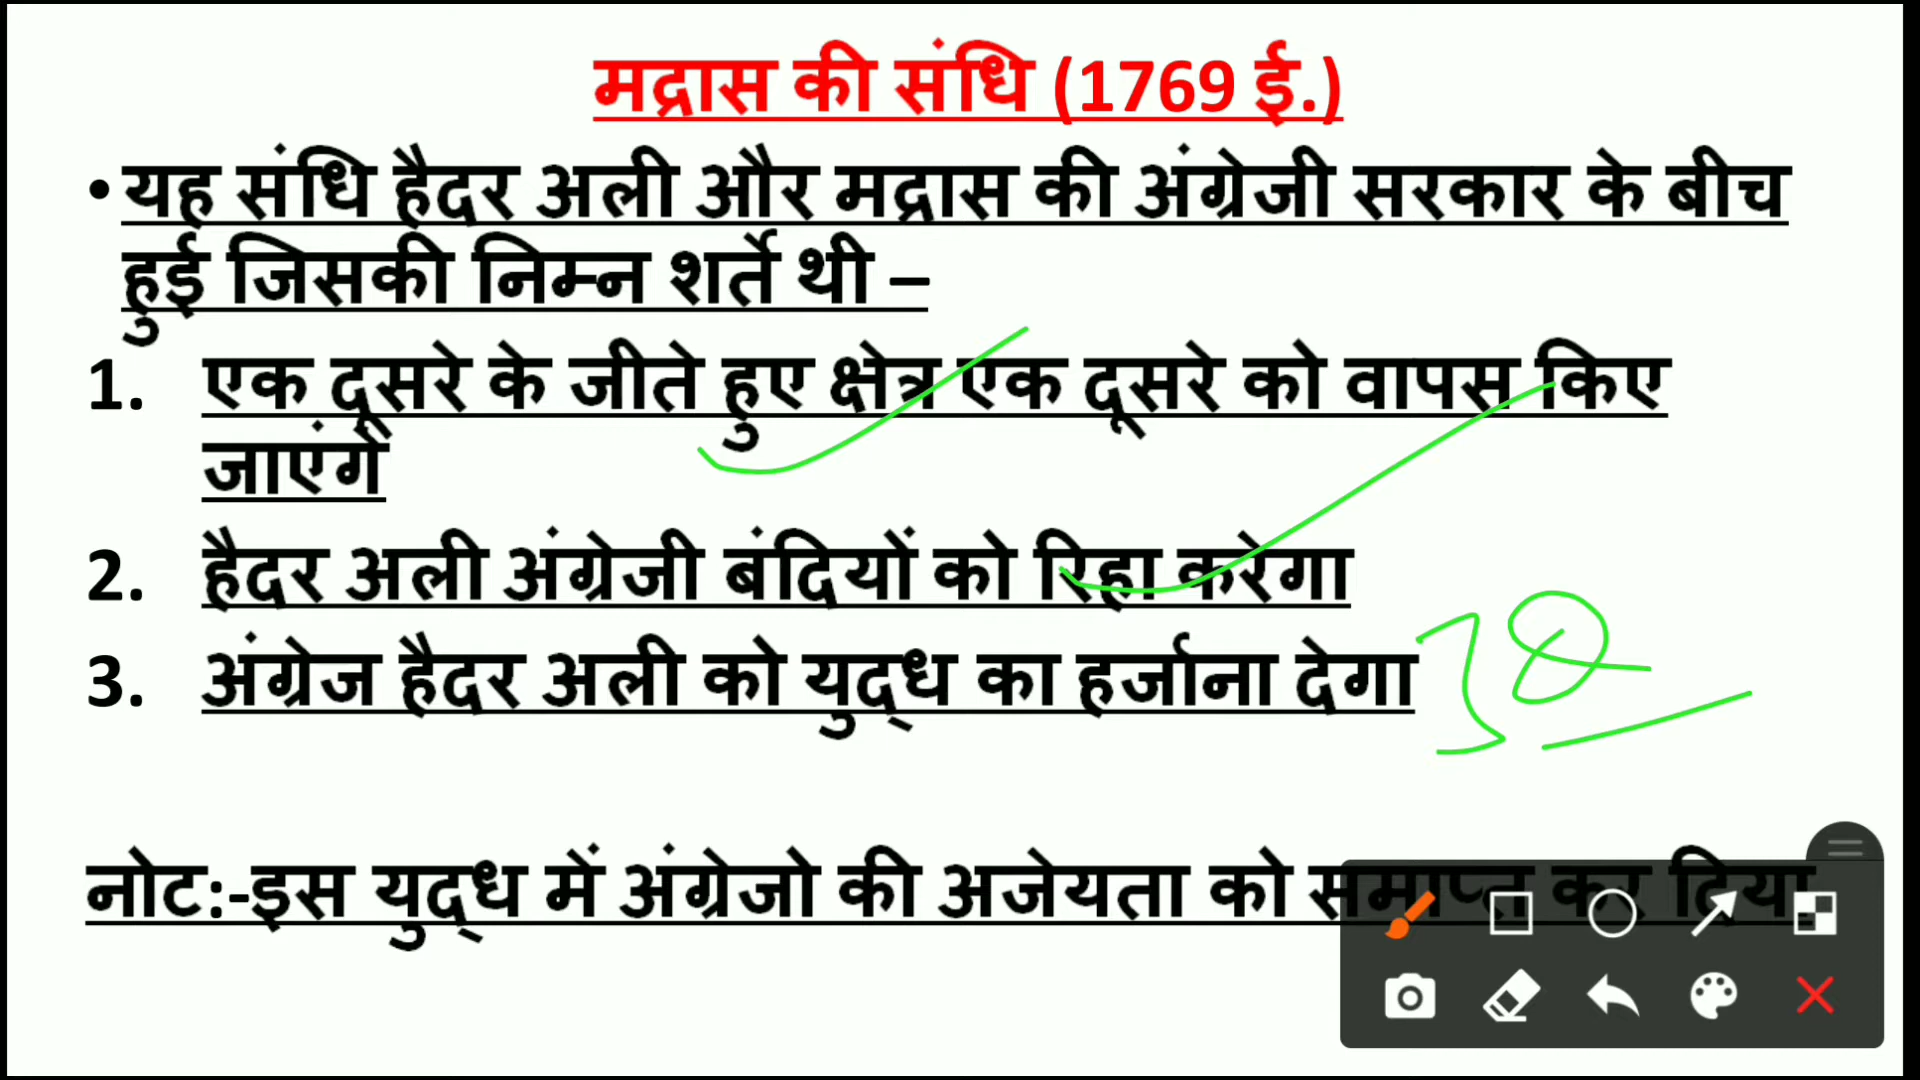 मद्रास की संधि (1769 ई.)
• यह संधि हैदर अली और मद्रास की अंग्रेजी सरकार के बीच
हुई जिसकी निम्न शर्ते थी –
1. एक दूसरे के जीते हुए क्षेत्र एक दूसरे को वापस किए
जाएंगे
2. हैदर अली अंग्रेजी बंदियों को रिहा करेगा
3. अंग्रेज हैदर अली को युद्ध का हर्जाना देगा
नोट:-इस युद्ध में अंग्रेजो की अजेयता को समाप्त कर दिया